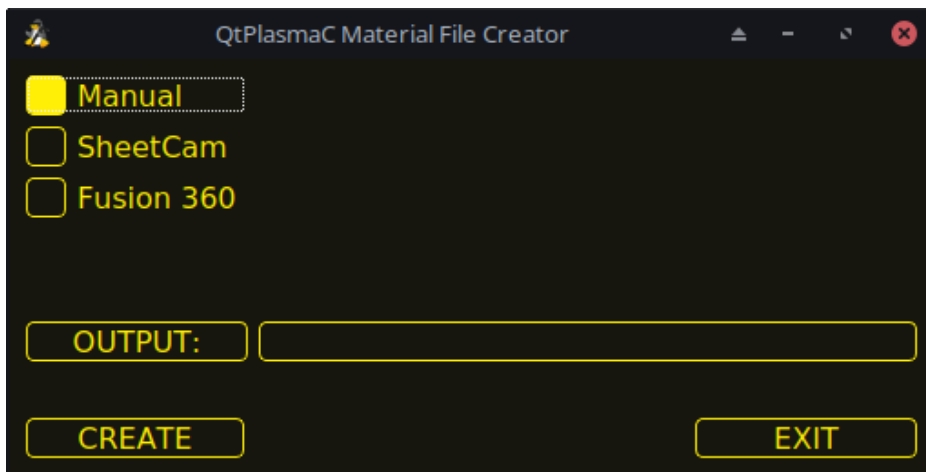 QtPlasmaC Material File Creator
Manual
SheetCam
Fusion 360
OUTPUT:
CREATE
EXIT